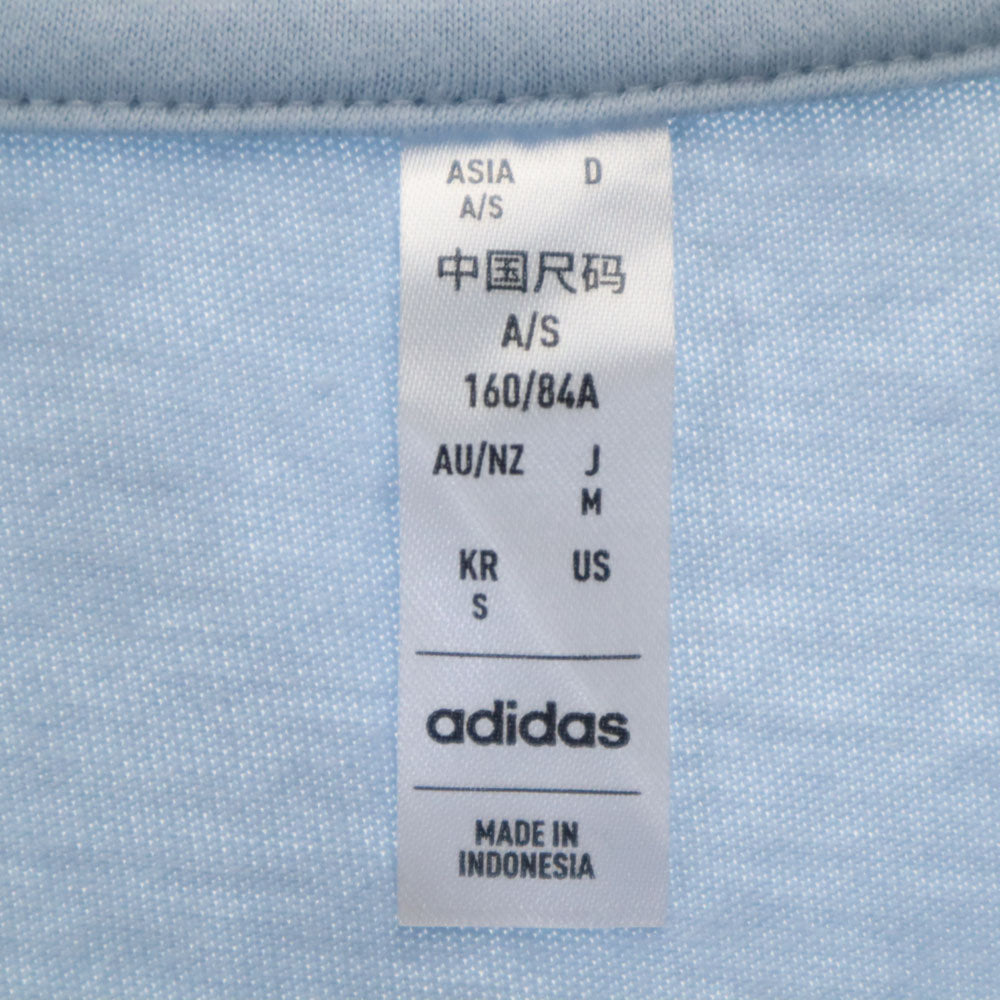 ASIA D
A/S
中国尺码
A/S
160/84A
AU/NZ J
M
KR US
S
adidas
MADE IN
INDONESIA